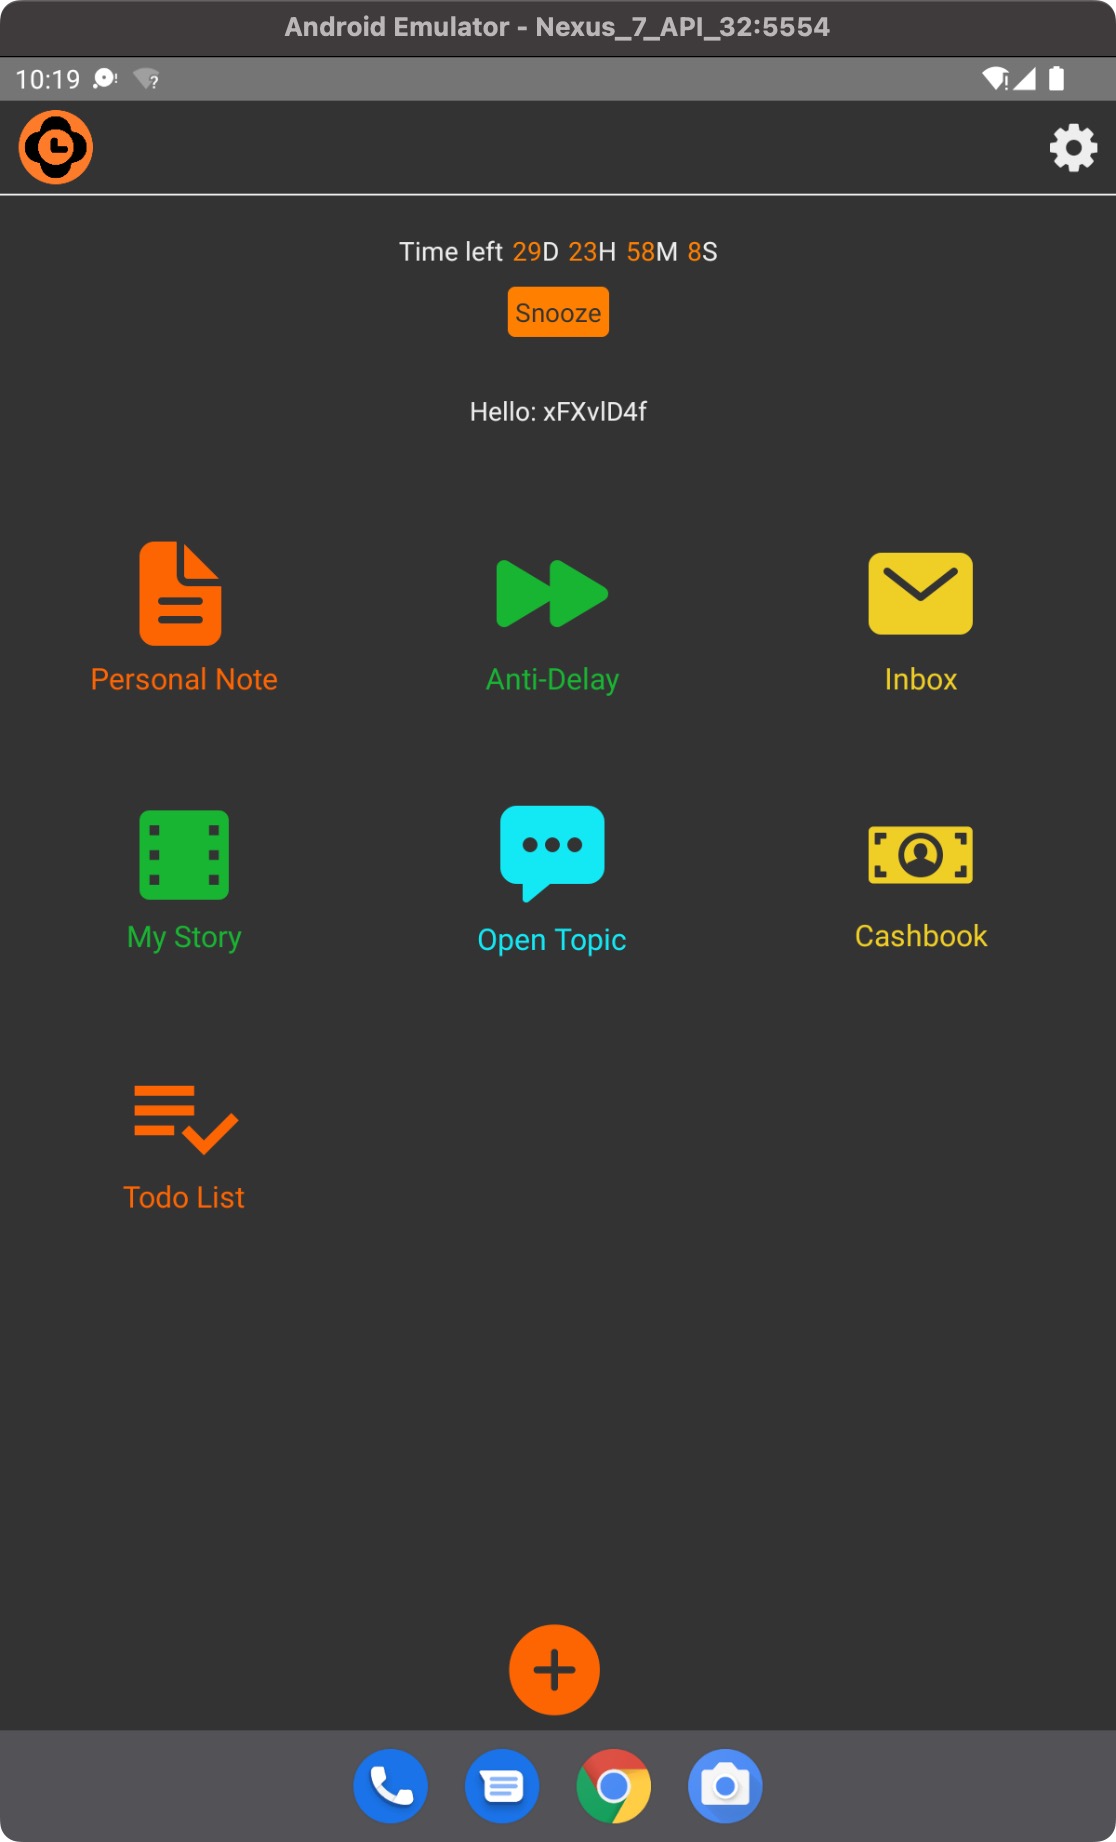 Android Emulator - Nexus_7_API_32:5554
10:19
Time left 29D 23H 58M 8S
Snooze
Hello: xFXvlD4f
Personal Note
Anti-Delay
Inbox
My Story
Open Topic
Cashbook
Todo List